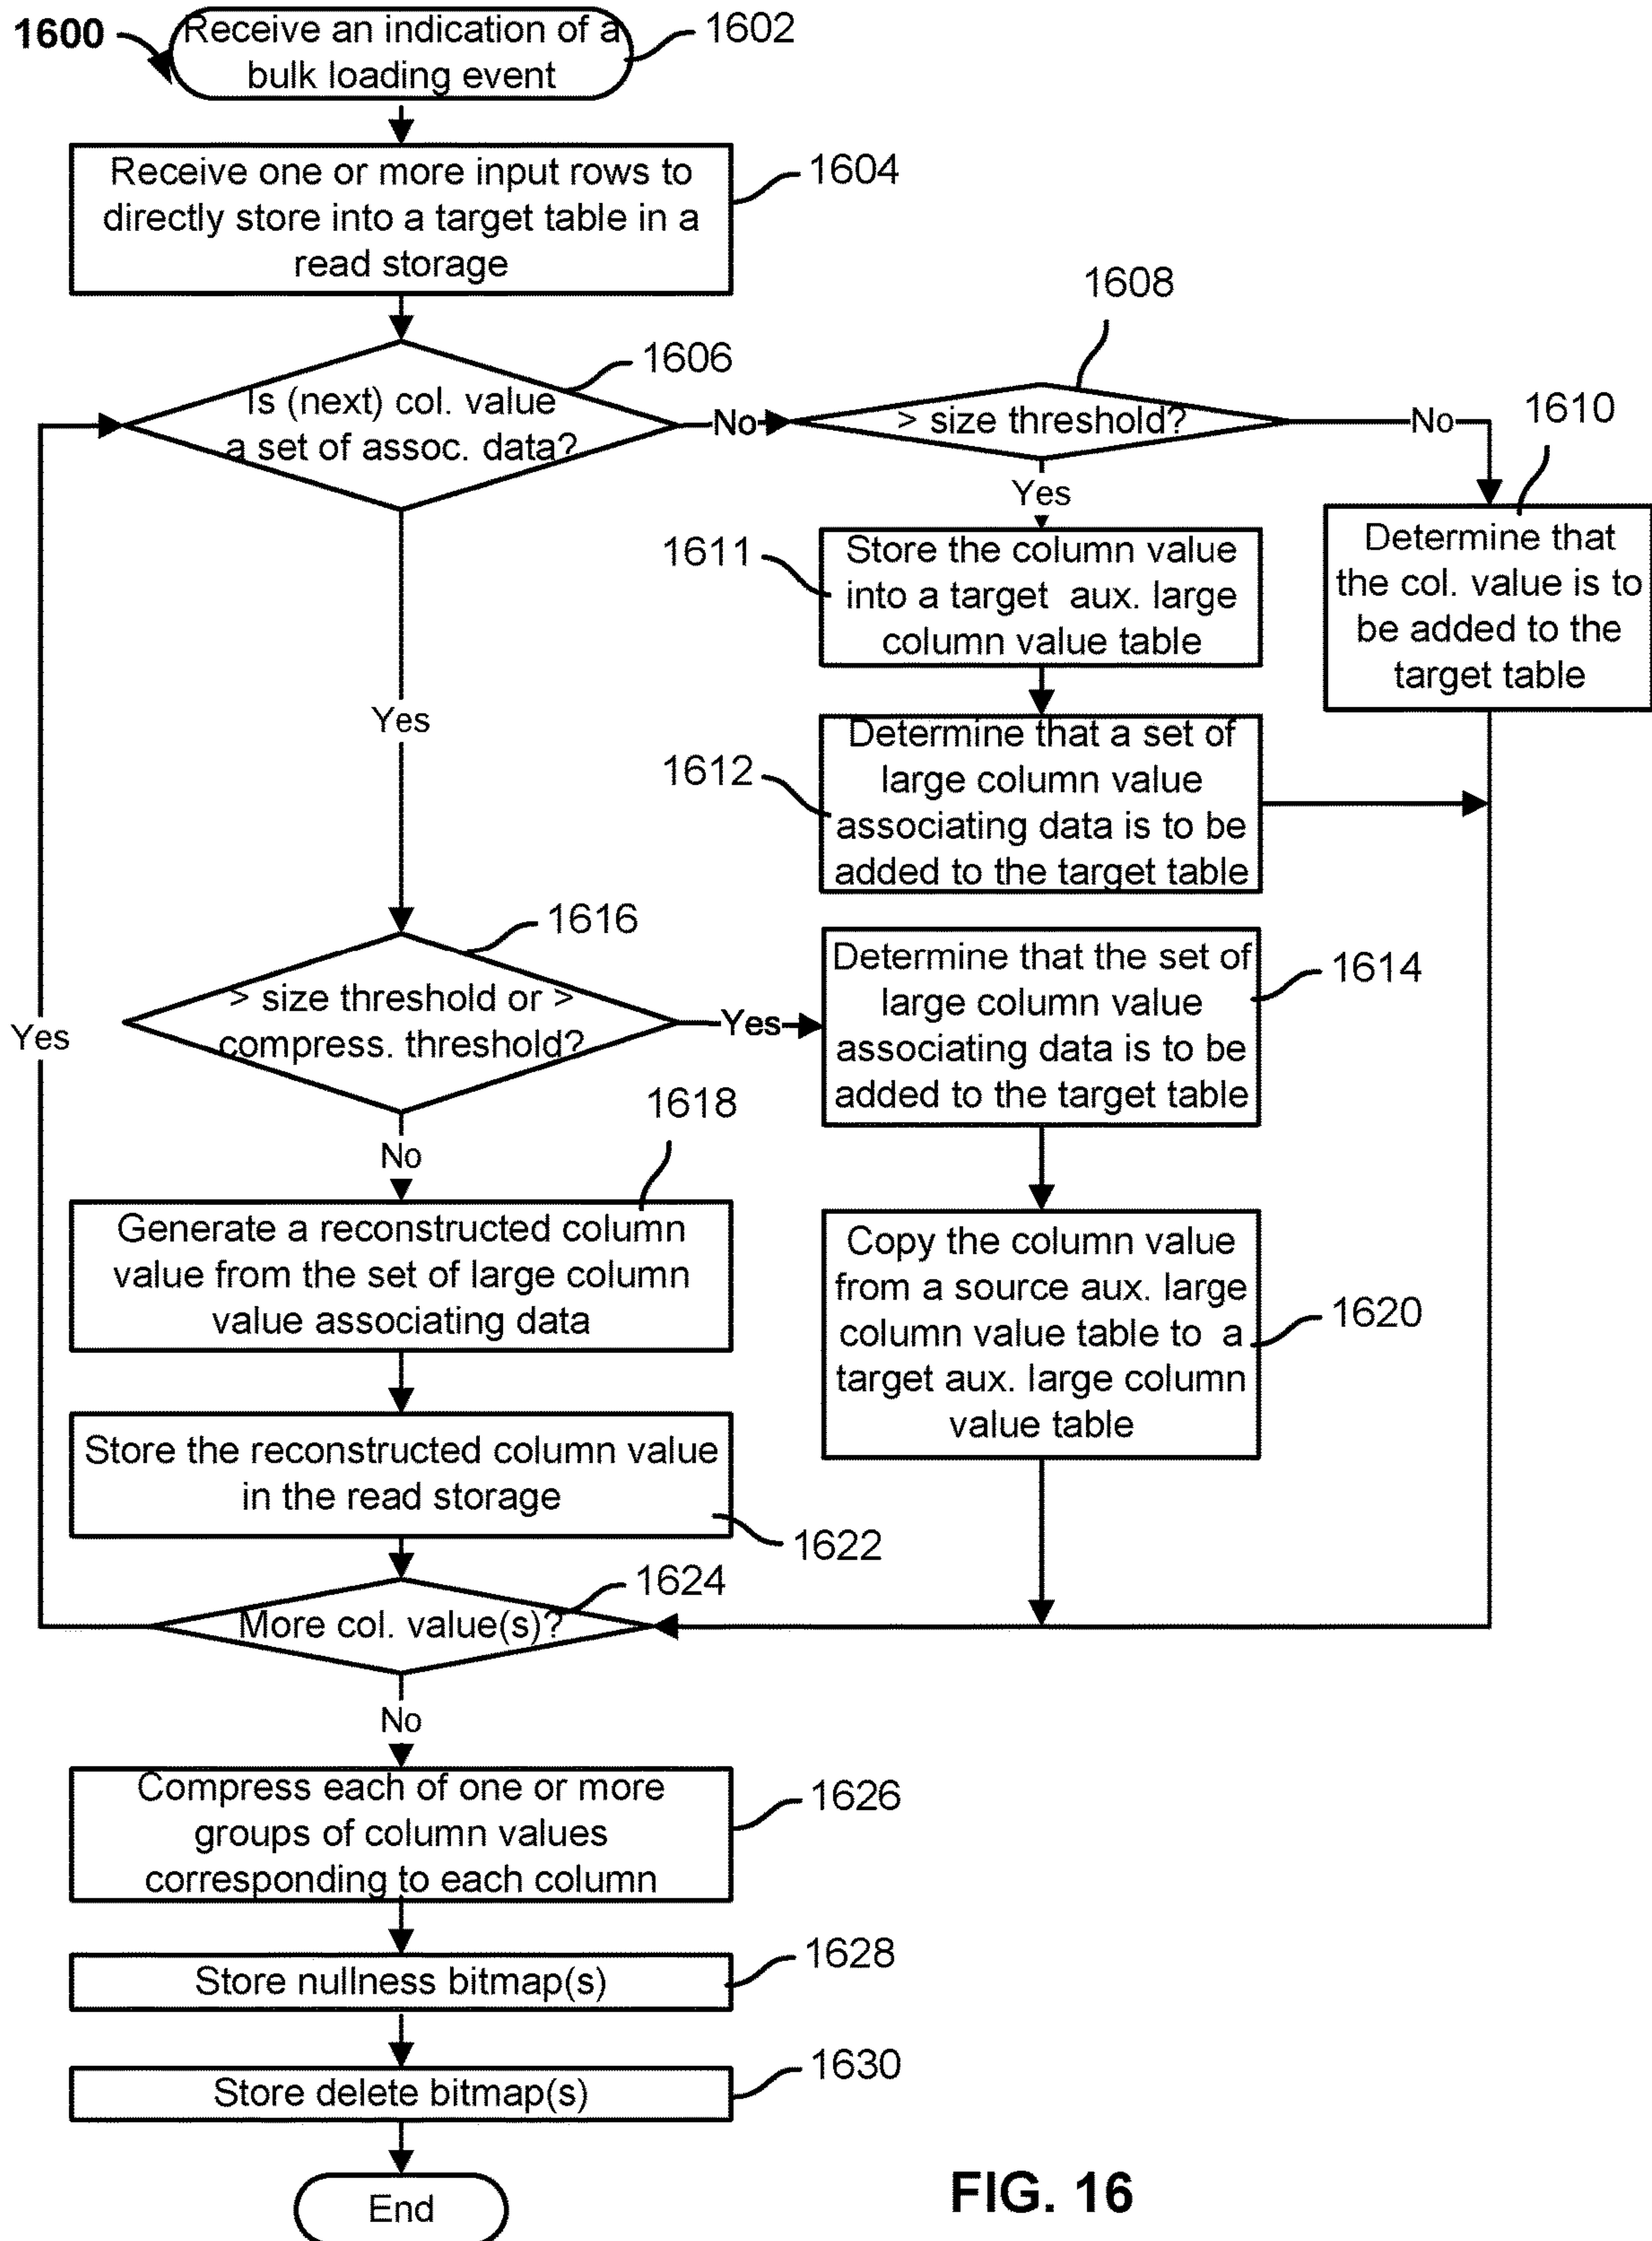 1600
Receive an indication of a
bulk loading event
1602
Receive one or more input rows to
directly store into a target table in a
read storage
1604
Is (next) col. value
a set of assoc. data?
1606
No
> size threshold?
1608
No
Yes
1610
Determine that
the col. value is to
be added to the
target table
1611
Store the column value
into a target aux. large
column value table
1612
Determine that a set of
large column value
associating data is to be
added to the target table
Yes
1616
> size threshold or >
compress. threshold?
Yes
Determine that the set of
large column value
associating data is to be
added to the target table
1614
Yes
No
1618
Generate a reconstructed column
value from the set of large column
value associating data
Copy the column value
from a source aux. large
column value table to a
target aux. large column
value table
1620
Store the reconstructed column value
in the read storage
1622
More col. value(s)?
1624
No
Compress each of one or more
groups of column values
corresponding to each column
1626
Store nullness bitmap(s)
1628
Store delete bitmap(s)
1630
End
FIG. 16